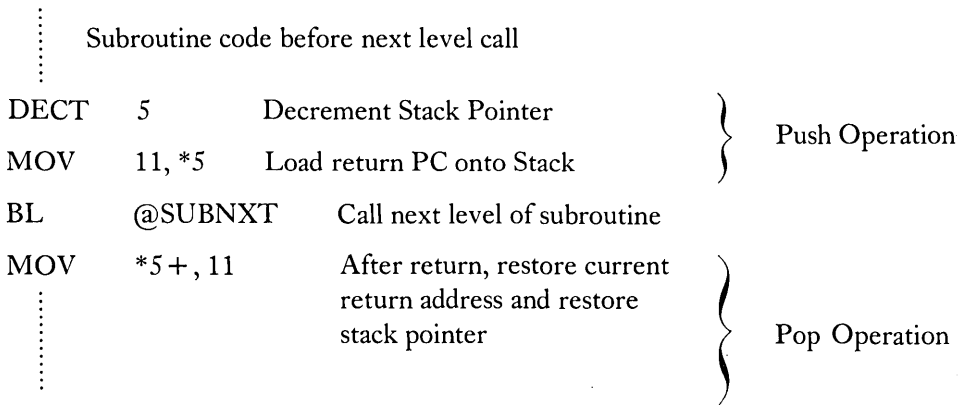 Subroutine code before next level call
DECT 5 Decrement Stack Pointer
MOV 11, *5 Load return PC onto Stack
Push Operation
BL @SUBNXT Call next level of subroutine
MOV *5+, 11 After return, restore current
return address and restore
stack pointer
Pop Operation